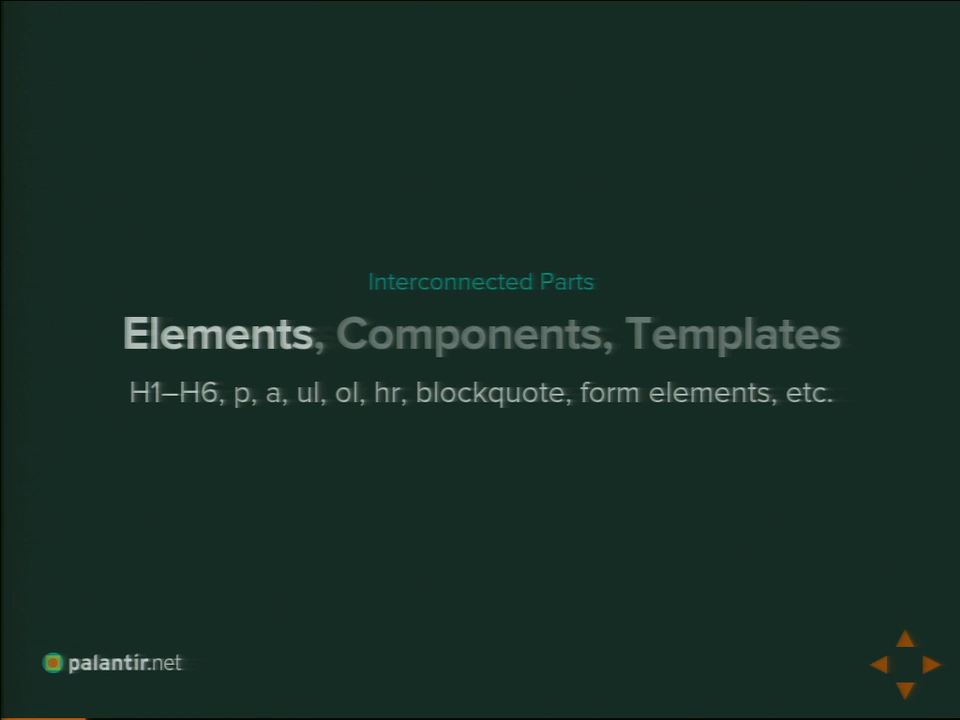 Interconnected Parts
Elements, Components, Templates
H1–H6, p, a, ul, ol, hr, blockquote, form elements, etc.
palantir.net